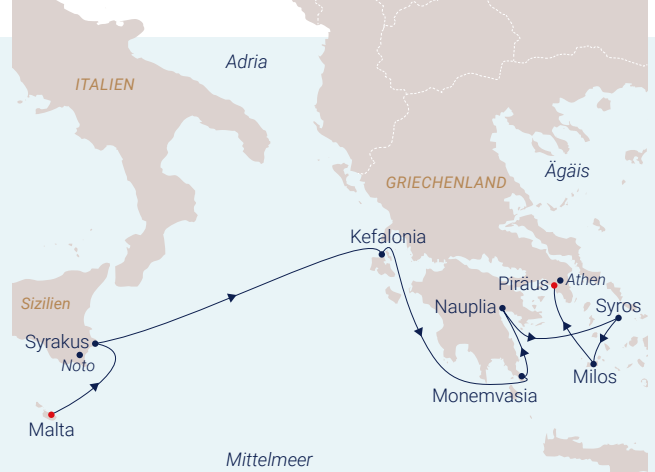 Adria
ITALIEN
Ägäis
GRIECHENLAND
Kefalonia
Piräus
Athen
Sizilien
Nauplia
Syros
Syrakus
Noto
Milos
Monemvasia
Malta
Mittelmeer